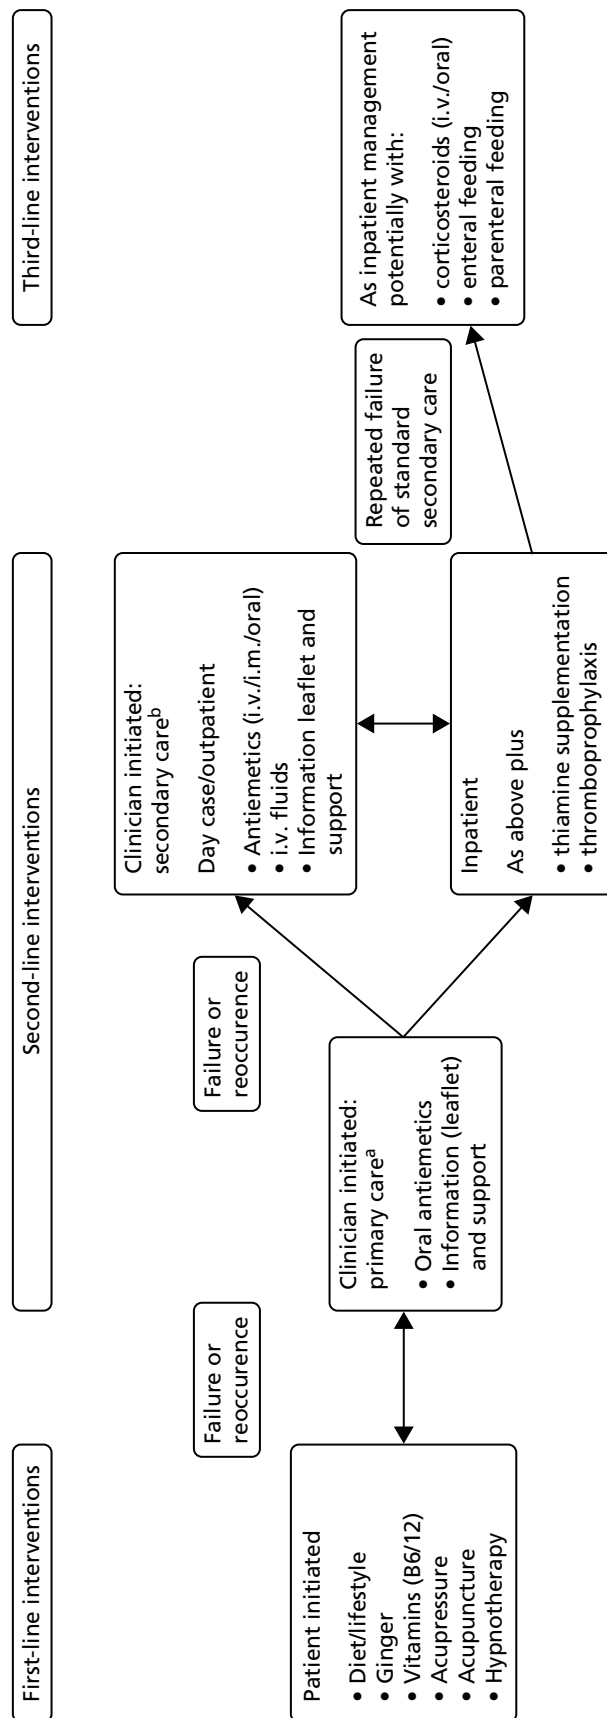 First-line interventions
Second-line interventions
Third-line interventions
Patient initiated
• Diet/lifestyle
• Ginger
• Vitamins (B6/12)
• Acupressure
• Acupuncture
• Hypnotherapy
Failure or
reoccurence
Clinician initiated:
primary careᵃ
• Oral antiemetics
• Information (leaflet)
and support
Failure or
reoccurence
Clinician initiated:
secondary careᵇ
Day case/outpatient
• Antiemetics (i.v./i.m./oral)
• i.v. fluids
• Information leaflet and
support
Inpatient
As above plus
• thiamine supplementation
• thromboprophylaxis
Repeated failure
of standard
secondary care
As inpatient management
potentially with:
• corticosteroids (i.v./oral)
• enteral feeding
• parenteral feeding